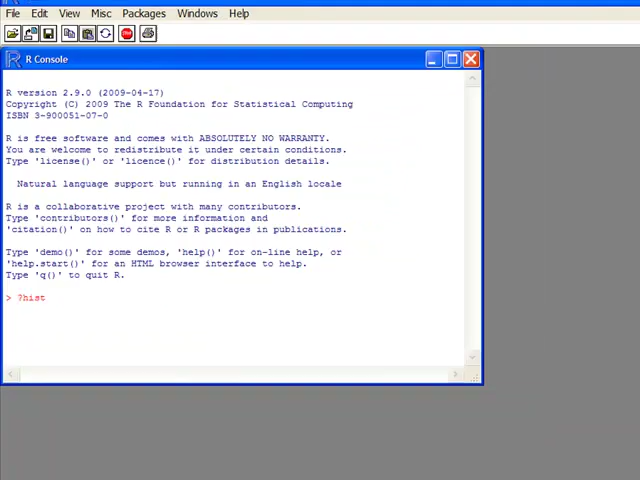 File Edit View Misc Packages Windows Help
STOP
R Console
R version 2.9.0 (2009-04-17)
Copyright (C) 2009 The R Foundation for Statistical Computing
ISBN 3-900051-07-0
R is free software and comes with ABSOLUTELY NO WARRANTY.
You are welcome to redistribute it under certain conditions.
Type 'license()' or 'licence()' for distribution details.
Natural language support but running in an English locale
R is a collaborative project with many contributors.
Type 'contributors()' for more information and
'citation()' on how to cite R or R packages in publications.
Type 'demo()' for some demos, 'help()' for on-line help, or
'help.start()' for an HTML browser interface to help.
Type 'q()' to quit R.
> ?hist